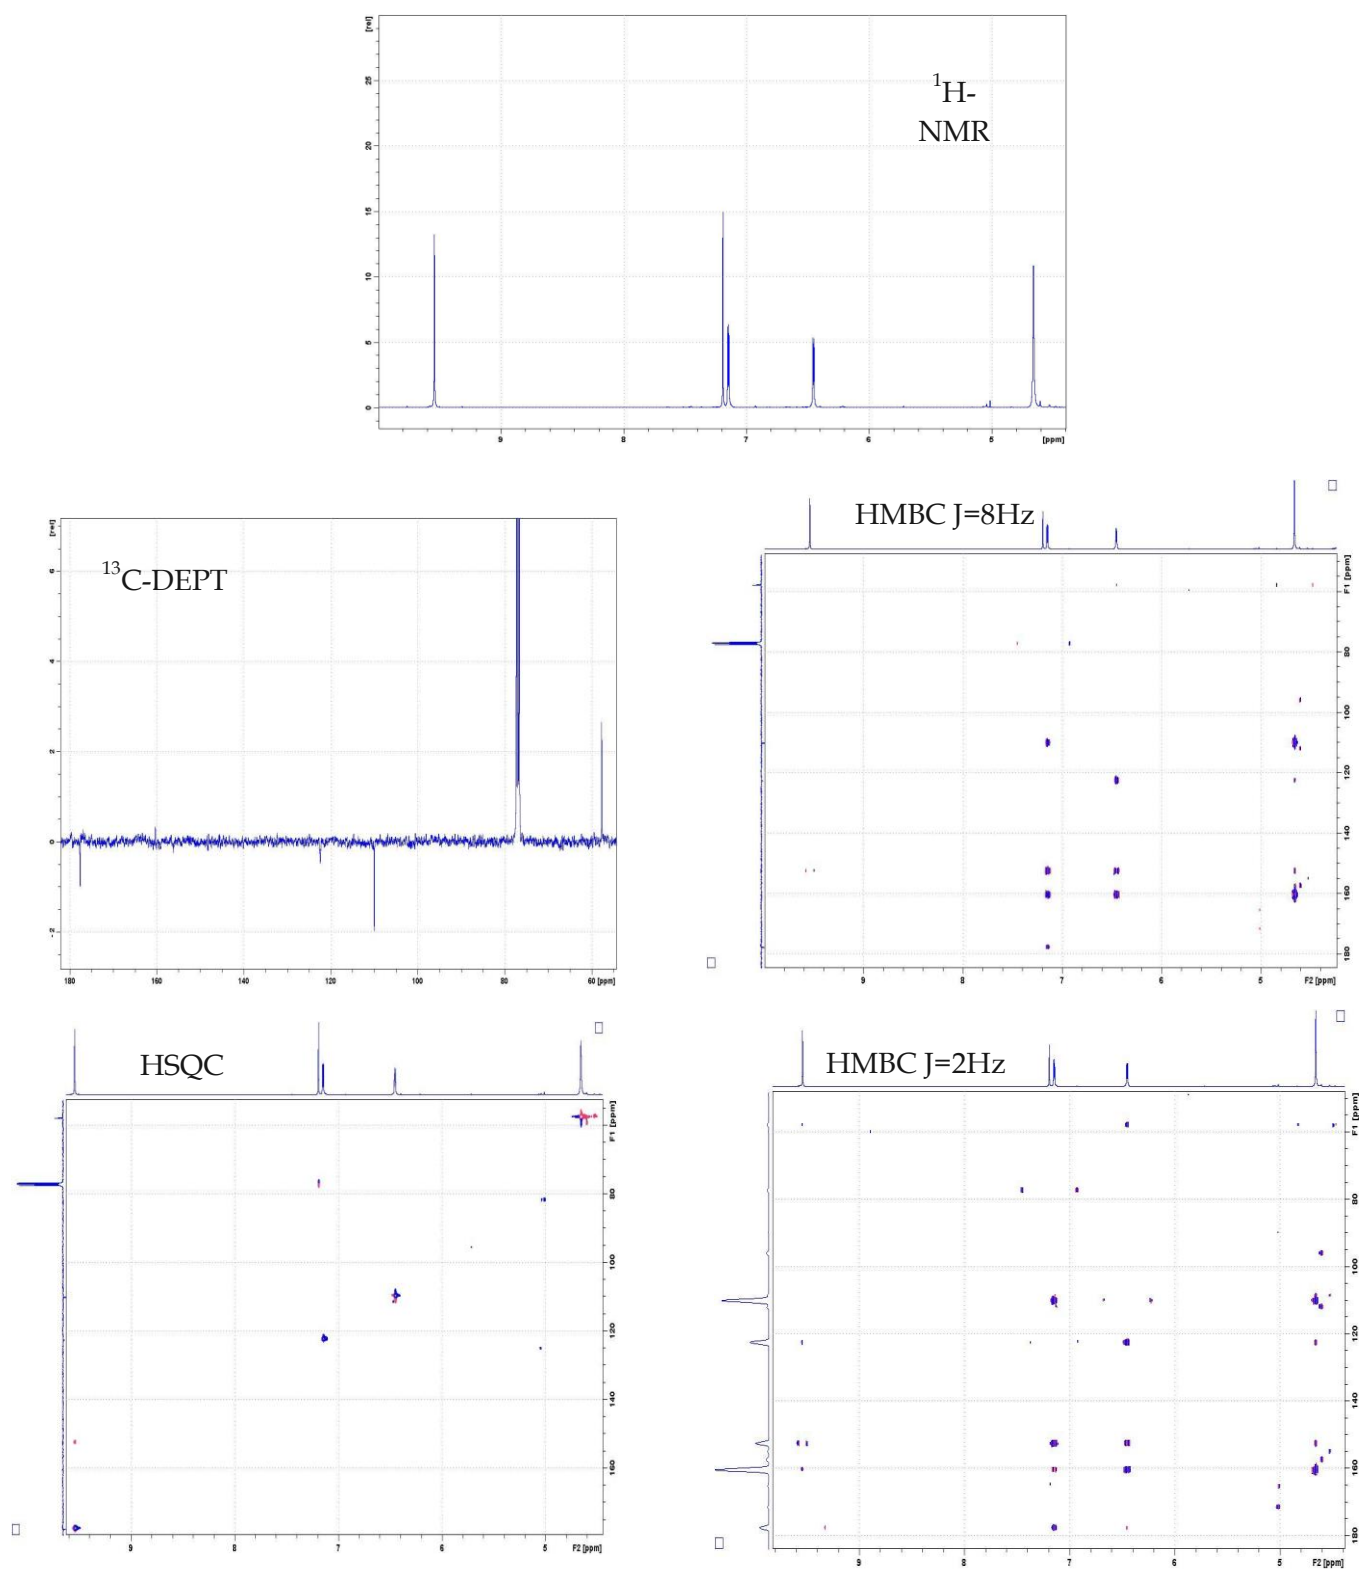 [rel]
25
20
15
10
5
0
¹H-
NMR
9 8 7 6 5 [ppm]
[rel]
6
4
2
0
-2
¹³C-DEPT
180 160 140 120 100 80 60 [ppm]
HMBC J=8Hz
F1 [ppm]
80
100
120
140
160
180
9 8 7 6 5 F2 [ppm]
HSQC
F1 [ppm]
80
100
120
140
160
9 8 7 6 5 F2 [ppm]
HMBC J=2Hz
F1 [ppm]
80
100
120
140
160
180
9 8 7 6 5 F2 [ppm]